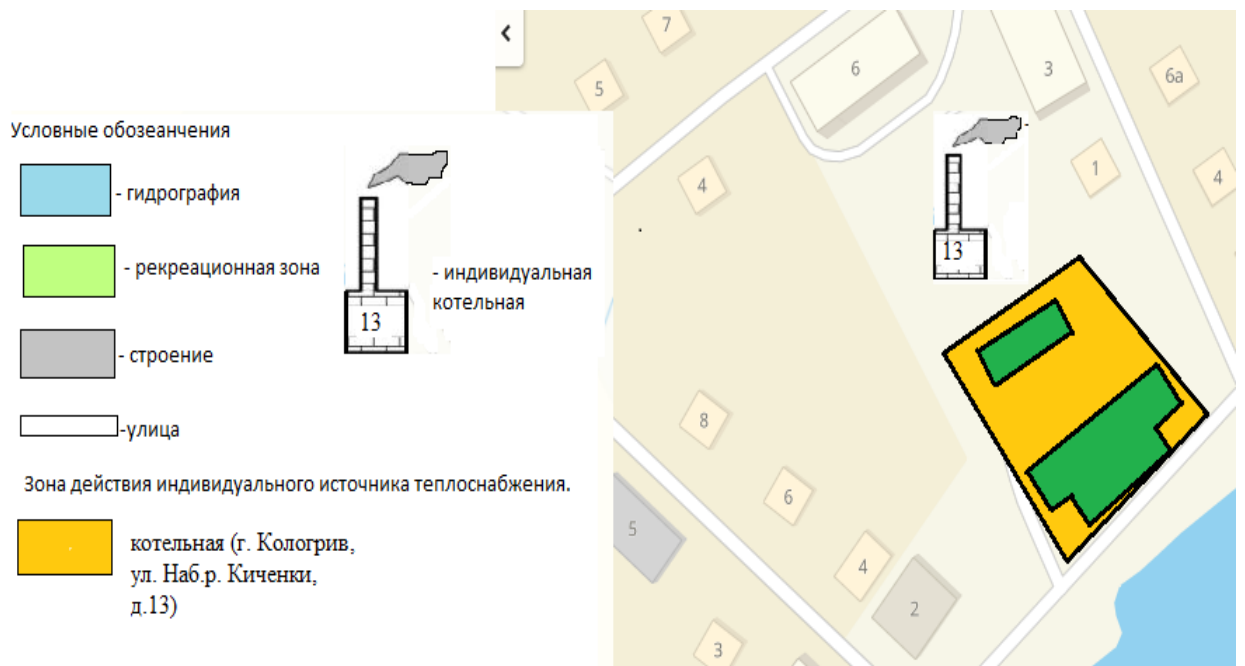 Условные обозеанчения
- гидрография
- рекреационная зона
- строение
-улица
13
- индивидуальная
котельная
Зона действия индивидуального источника теплоснабжения.
котельная (г. Кологрив,
ул. Наб.р. Киченки,
д.13)
7
5
6
3
6а
4
1
4
13
8
6
5
4
2
3